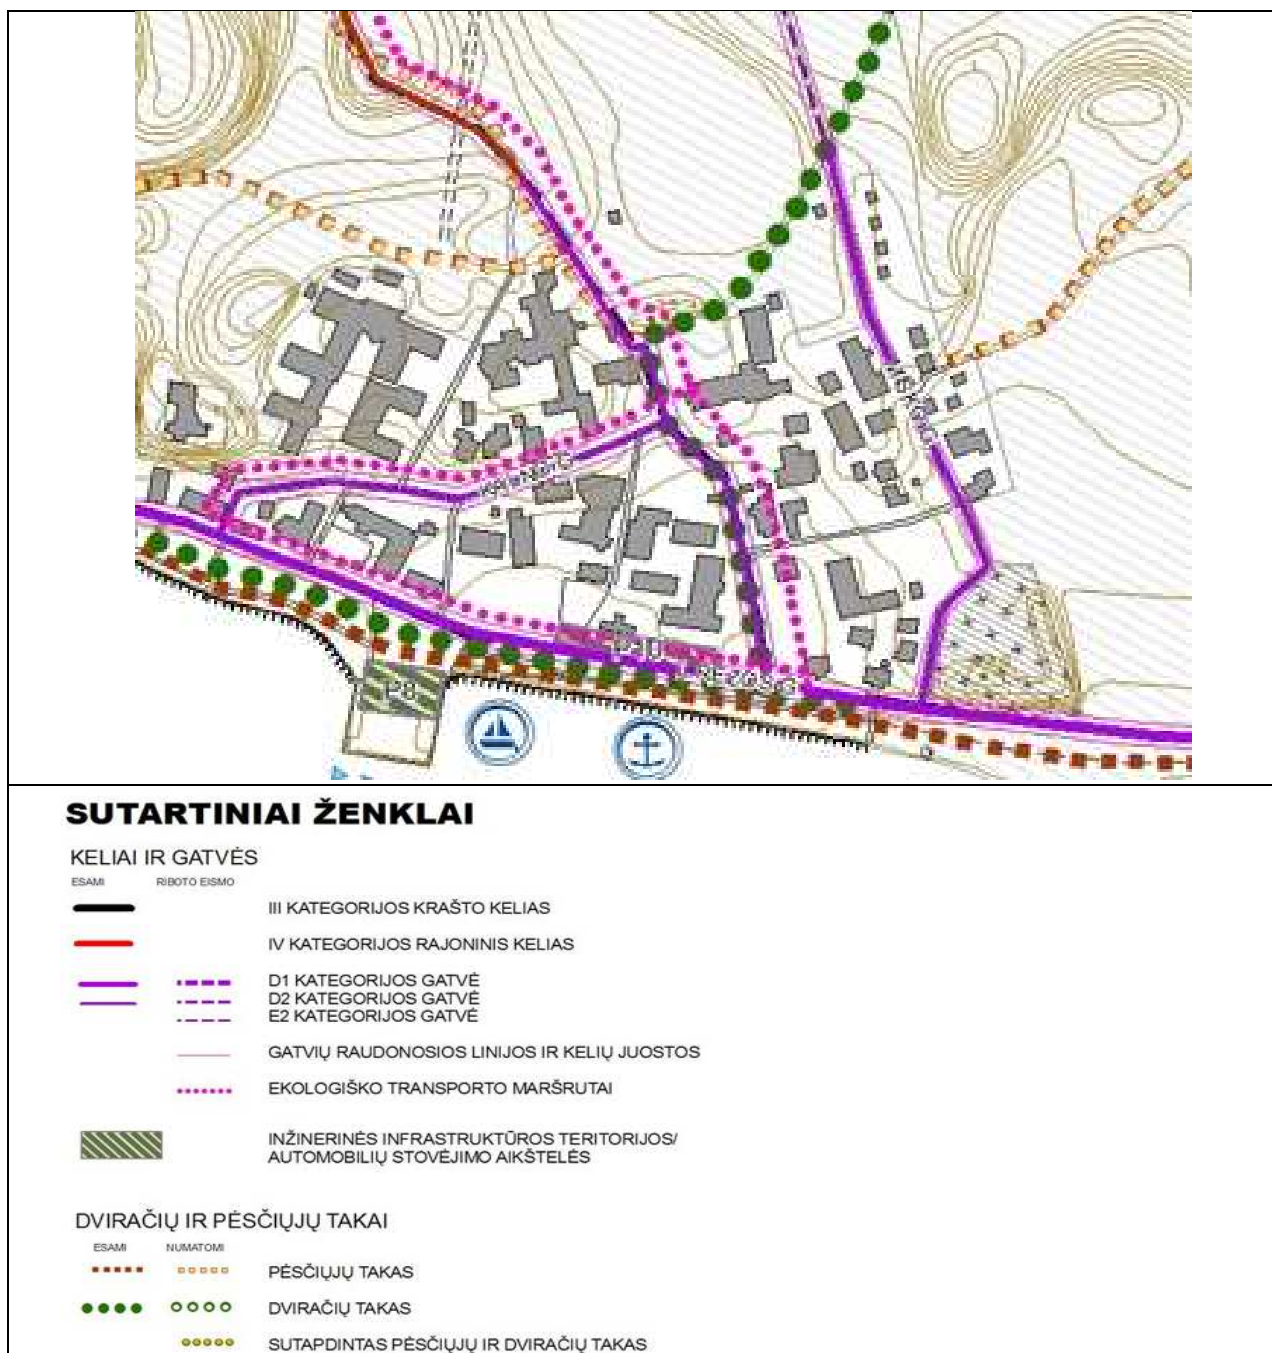 SUTARTINIAI ŽENKLAI
KELIAI IR GATVĖS
ESAMI RIBOTO EISMO
III KATEGORIJOS KRAŠTO KELIAS
IV KATEGORIJOS RAJONINIS KELIAS
D1 KATEGORIJOS GATVĖ
D2 KATEGORIJOS GATVĖ
E2 KATEGORIJOS GATVĖ
GATVIŲ RAUDONOSIOS LINIJOS IR KELIŲ JUOSTOS
EKOLOGIŠKO TRANSPORTO MARŠRUTAI
INŽINERINĖS INFRASTRUKTŪROS TERITORIJOS/
AUTOMOBILIŲ STOVĖJIMO AIKŠTELĖS
DVIRAČIŲ IR PĖSČIŲJŲ TAKAI
ESAMI NUMATOMI
PĖSČIŲJŲ TAKAS
DVIRAČIŲ TAKAS
SUTAPDINTAS PĖSČIŲJŲ IR DVIRAČIŲ TAKAS